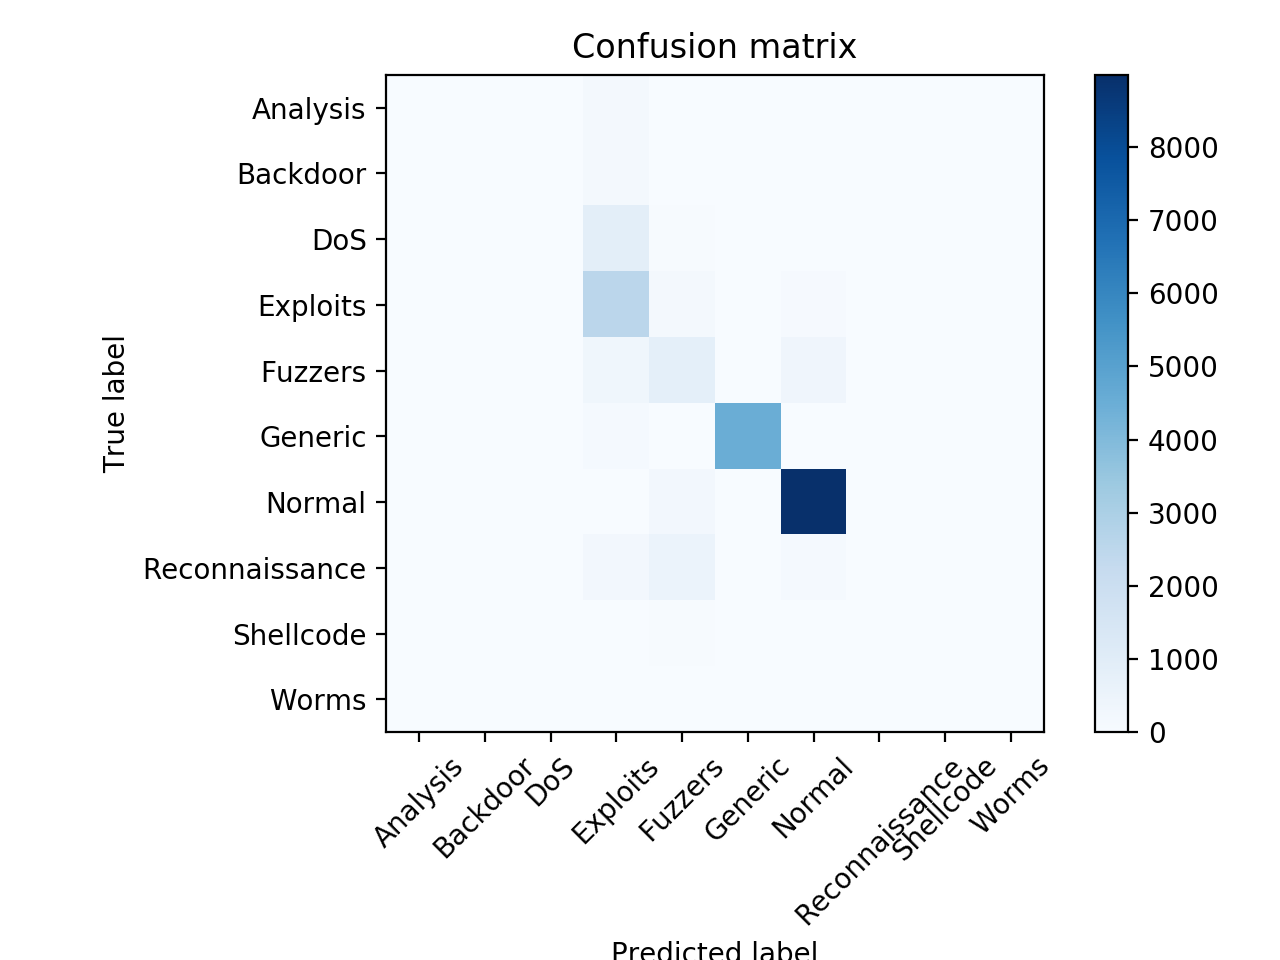 Confusion matrix
True label
Analysis
Backdoor
DoS
Exploits
Fuzzers
Generic
Normal
Reconnaissance
Shellcode
Worms
Analysis
Backdoor
DoS
Exploits
Fuzzers
Generic
Normal
Reconnaissance
Shellcode
Worms
Predicted label
8000
7000
6000
5000
4000
3000
2000
1000
0